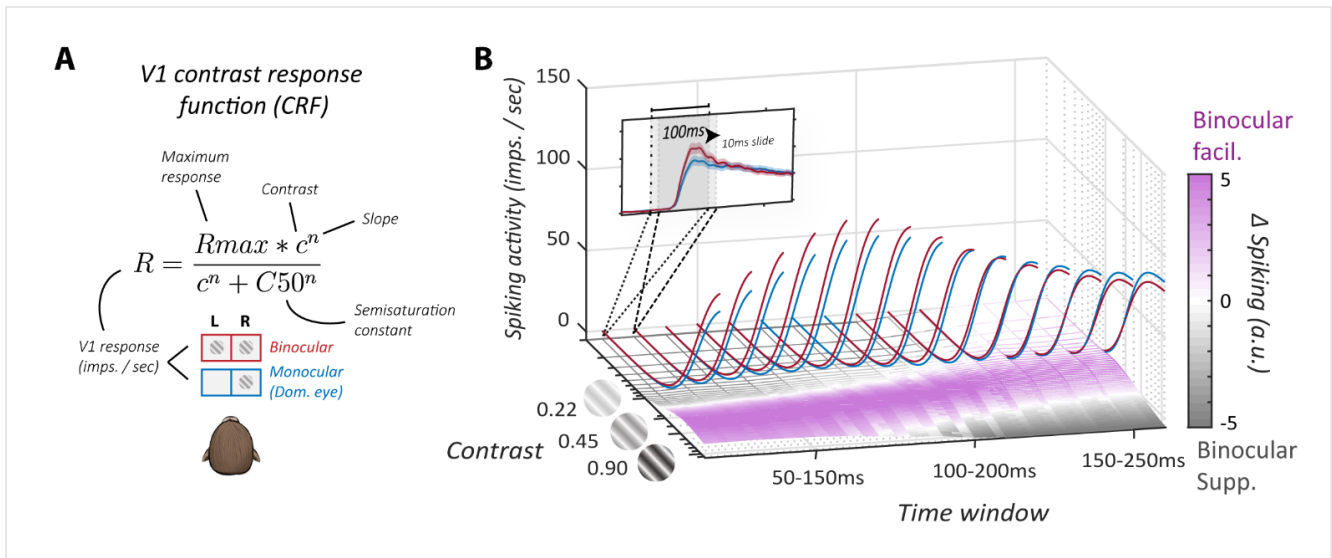 A
V1 contrast response
function (CRF)
Maximum
response
Contrast
Slope
R = Rmax * c^n / c^n + C50^n
Semisaturation
constant
L R
V1 response
(imps. / sec)
Binocular
Monocular
(Dom. eye)
B
150
100
50
0
Spiking activity (imps. / sec)
100ms
10ms slide
0.22
0.45
0.90
Contrast
50-150ms
100-200ms
150-250ms
Time window
Binocular
facil.
5
0
-5
Δ Spiking (a.u.)
Binocular
Supp.